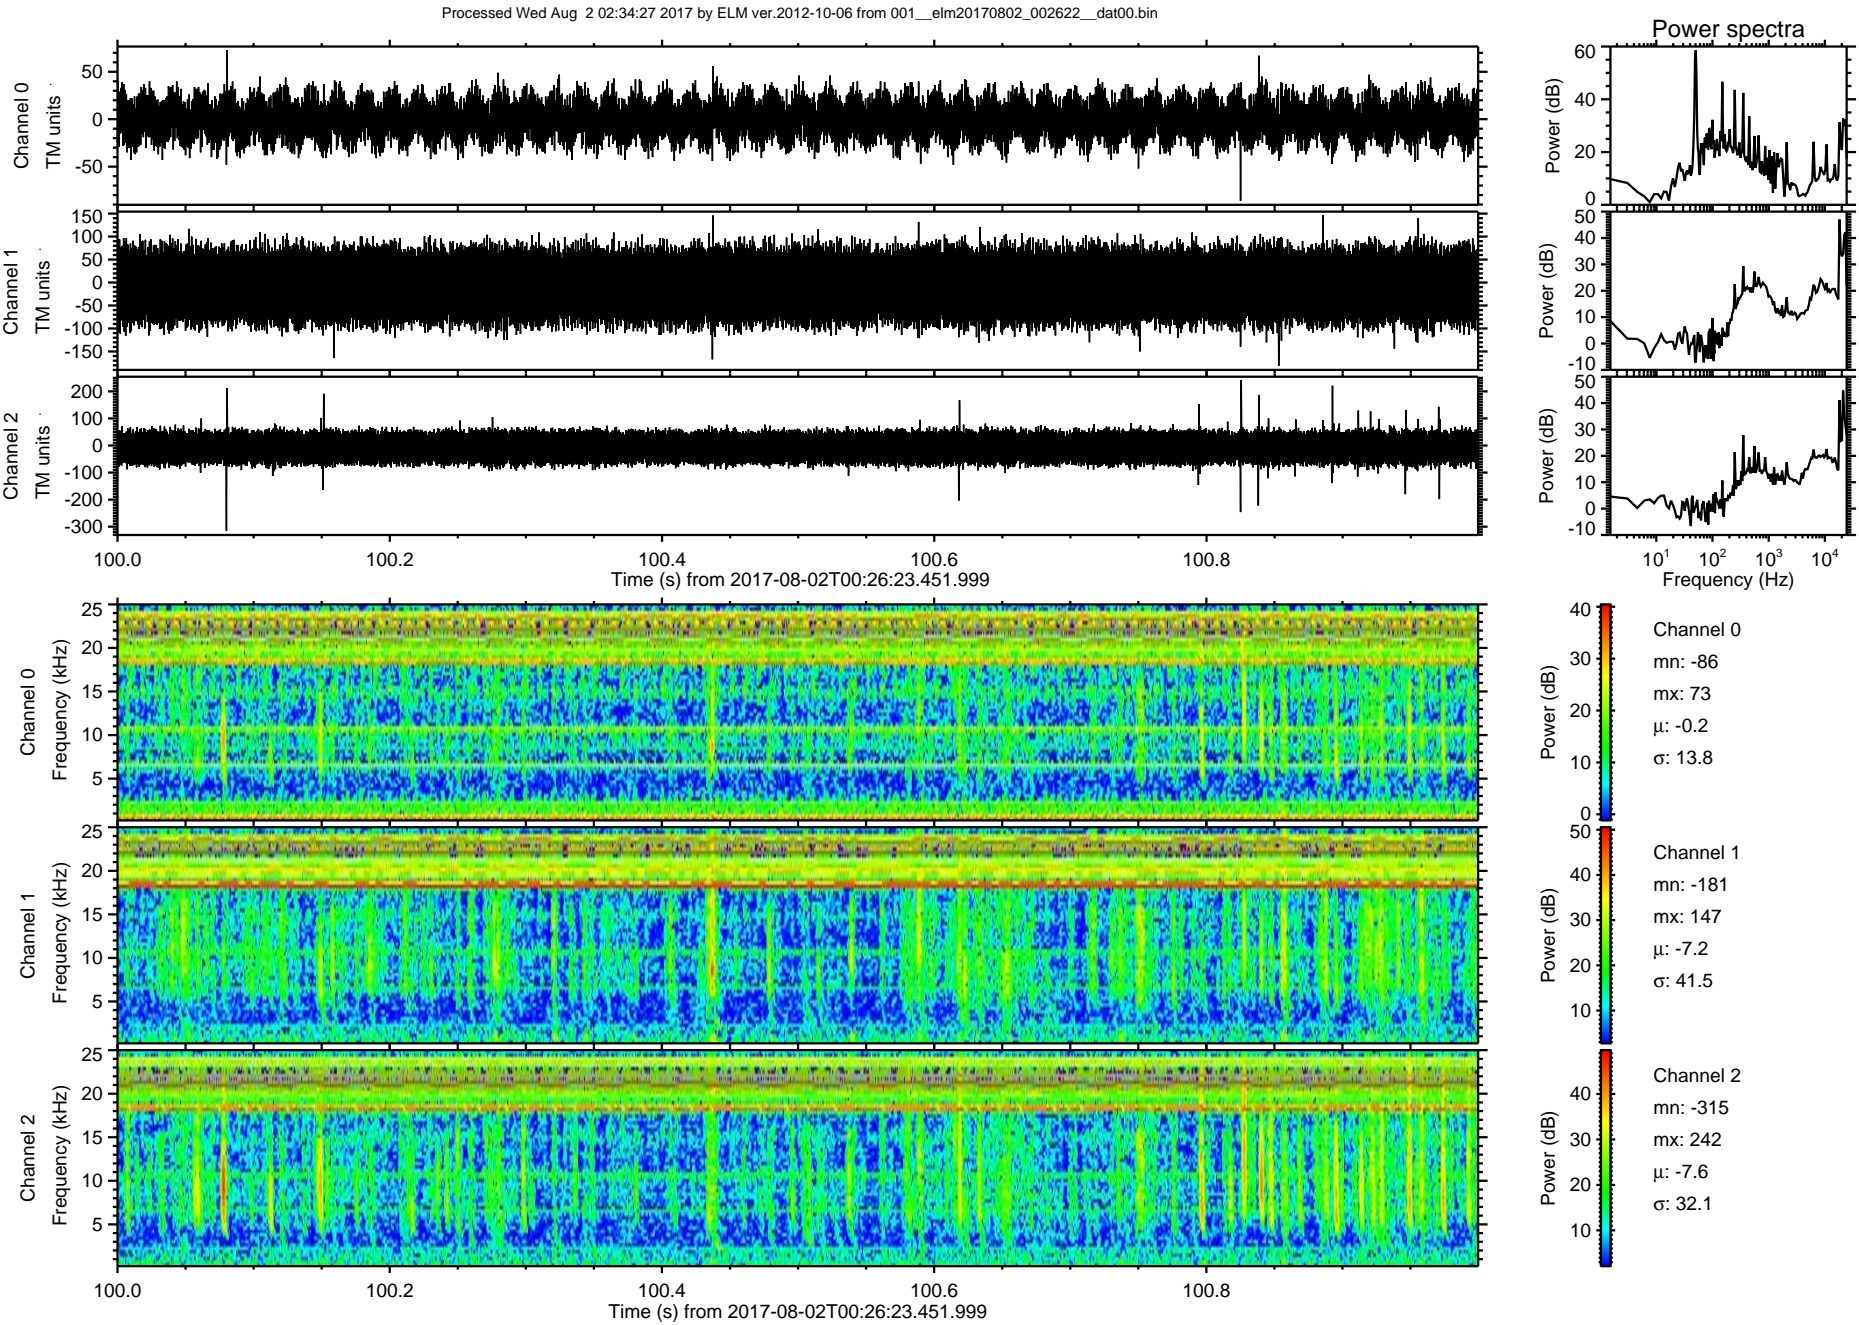 Processed Wed Aug  2 02:34:27 2017 by ELM ver.2012-10-06 from 001__elm20170802_002622__dat00.bin
Power spectra
Channel 0
TM units
50
0
-50
Power (dB)
60
40
20
0
Channel 1
TM units
150
100
50
0
-50
-100
-150
Power (dB)
50
40
30
20
10
0
-10
Channel 2
TM units
200
100
0
-100
-200
-300
Power (dB)
50
40
30
20
10
0
-10
100.0 100.2 100.4 100.6 100.8
Time (s) from 2017-08-02T00:26:23.451.999
10^1 10^2 10^3 10^4
Frequency (Hz)
Channel 0
Frequency (kHz)
25
20
15
10
5
Power (dB)
40
30
20
10
0
Channel 0
mn: -86
mx: 73
μ: -0.2
σ: 13.8
Channel 1
Frequency (kHz)
25
20
15
10
5
Power (dB)
50
40
30
20
10
Channel 1
mn: -181
mx: 147
μ: -7.2
σ: 41.5
Channel 2
Frequency (kHz)
25
20
15
10
5
Power (dB)
40
30
20
10
Channel 2
mn: -315
mx: 242
μ: -7.6
σ: 32.1
100.0 100.2 100.4 100.6 100.8
Time (s) from 2017-08-02T00:26:23.451.999